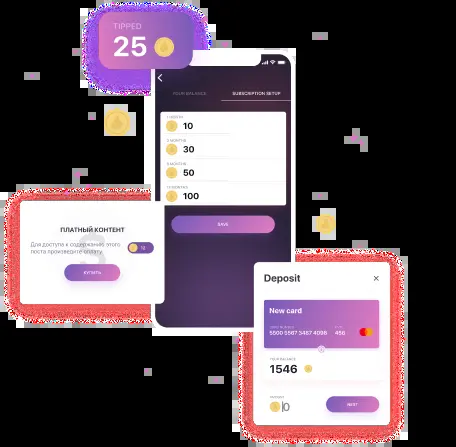 TIPPED
25
YOUR BALANCE
SUBSCRIPTION SETUP
1 MONTH
10
3 MONTHS
30
6 MONTHS
50
12 MONTHS
100
SAVE
ПЛАТНЫЙ КОНТЕНТ
Для доступа к содержанию этого
поста произведите оплату.
КУПИТЬ
Deposit
New card
5500 5567 3487 4098
456
YOUR BALANCE
1546
0
NEXT